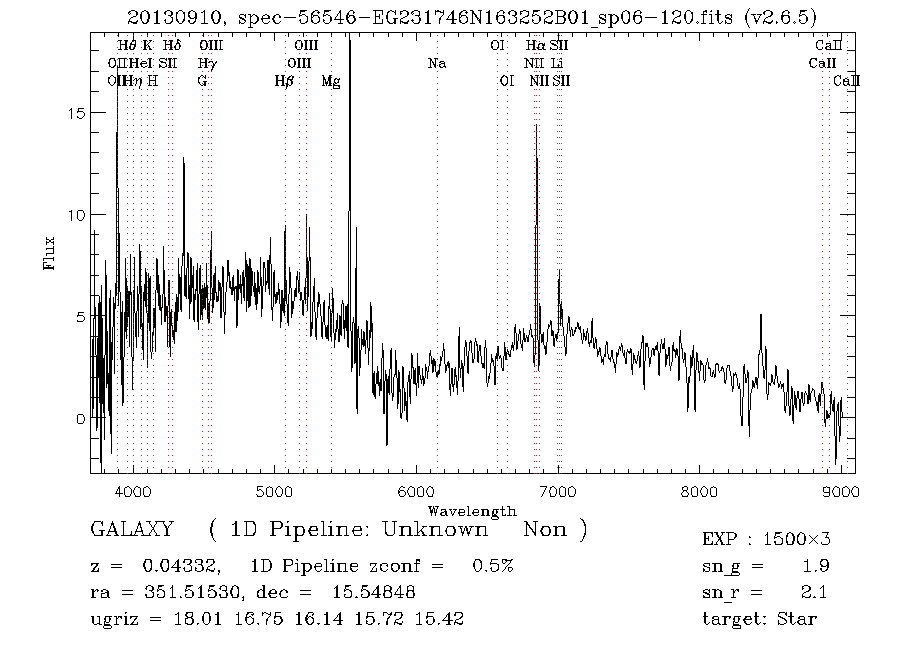 20130910, spec-56546-EG231746N163252B01_sp06-120.fits (v2.6.5)
Hθ K Hδ OIII OIII OI Hα SII CaII
OII HeI SII Hγ OIII Na NII Li CaII
OII Hη H G Hβ Mg OI NII SII CaII
15
10
5
0
Flux
4000 5000 6000 7000 8000 9000
Wavelength
GALAXY ( 1D Pipeline: Unknown Non )
z = 0.04332, 1D Pipeline zconf = 0.5%
ra = 351.51530, dec = 15.54848
ugriz = 18.01 16.75 16.14 15.72 15.42
EXP : 1500×3
sn_g = 1.9
sn_r = 2.1
target: Star